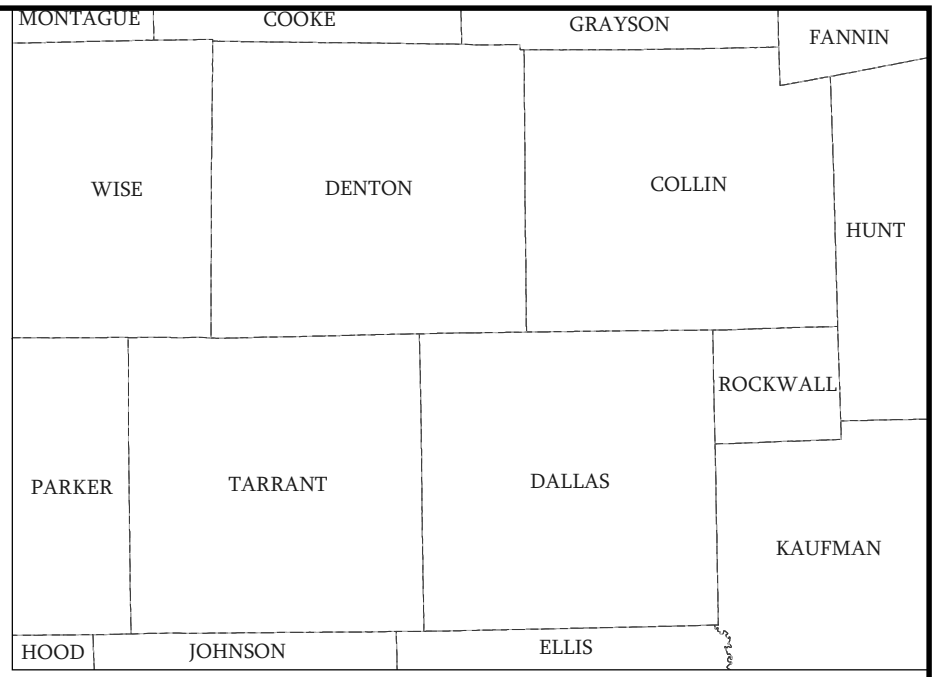 MONTAGUE
COOKE
GRAYSON
FANNIN
WISE
DENTON
COLLIN
HUNT
ROCKWALL
PARKER
TARRANT
DALLAS
KAUFMAN
HOOD
JOHNSON
ELLIS